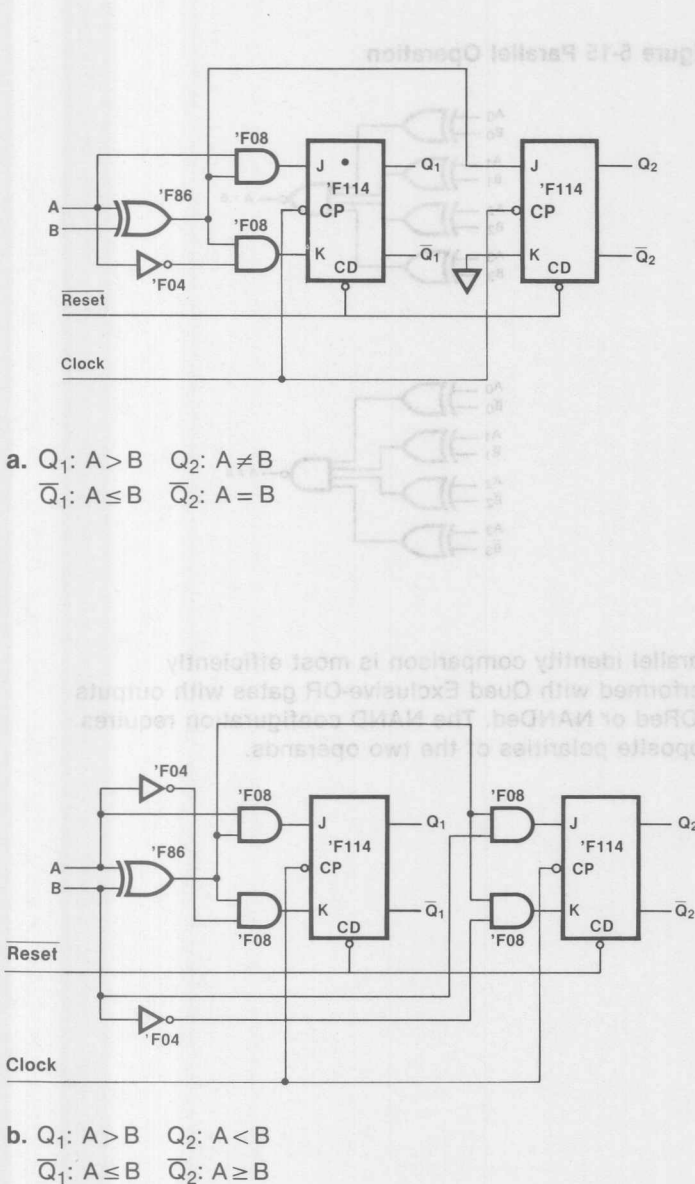 Figure 5-15 Parallel Operation
'F08
J
Q₁
J
Q₂
'F86
'F114
'F114
A
'F08
CP
CP
B
K
Q̅₁
K
Q̅₂
'F04
CD
CD
R̅e̅s̅e̅t̅
Clock
a. Q₁: A > B Q₂: A ≠ B
Q̅₁: A ≤ B Q̅₂: A = B
parallel identity comparison is most efficiently
performed with Quad Exclusive-OR gates with outputs
ORed or NANDed. The NAND configuration requires
opposite polarities of the two operands.
'F04
'F08
'F08
J
Q₁
J
Q₂
'F86
'F114
'F114
A
CP
CP
B
K
Q̅₁
K
Q̅₂
'F08
CD
'F08
CD
R̅e̅s̅e̅t̅
'F04
Clock
b. Q₁: A > B Q₂: A < B
Q̅₁: A ≤ B Q̅₂: A ≥ B